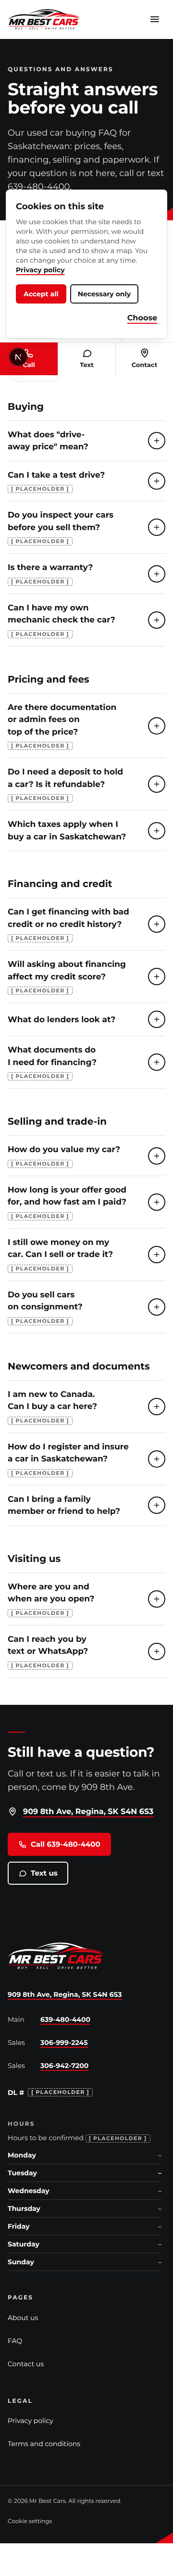 MR BEST CARS
BUY · SELL · DRIVE BETTER
QUESTIONS AND ANSWERS
Straight answers
before you call
Our used car buying FAQ for
Saskatchewan: prices, fees,
financing, selling and paperwork. If
your question is not here, call or text
639-480-4400
Cookies on this site
We use cookies that the site needs to
work. With your permission, we would
also use cookies to understand how
the site is used and to show ads. You
can change your choice at any time.
Privacy policy
Accept all
Necessary only
Choose
N
Call
Text
Contact
Buying
What does "drive-
away price" mean?
Can I take a test drive?
[ PLACEHOLDER ]
Do you inspect your cars
before you sell them?
[ PLACEHOLDER ]
Is there a warranty?
[ PLACEHOLDER ]
Can I have my own
mechanic check the car?
[ PLACEHOLDER ]
Pricing and fees
Are there documentation
or admin fees on
top of the price?
[ PLACEHOLDER ]
Do I need a deposit to hold
a car? Is it refundable?
[ PLACEHOLDER ]
Which taxes apply when I
buy a car in Saskatchewan?
Financing and credit
Can I get financing with bad
credit or no credit history?
[ PLACEHOLDER ]
Will asking about financing
affect my credit score?
[ PLACEHOLDER ]
What do lenders look at?
What documents do
I need for financing?
[ PLACEHOLDER ]
Selling and trade-in
How do you value my car?
[ PLACEHOLDER ]
How long is your offer good
for, and how fast am I paid?
[ PLACEHOLDER ]
I still owe money on my
car. Can I sell or trade it?
[ PLACEHOLDER ]
Do you sell cars
on consignment?
[ PLACEHOLDER ]
Newcomers and documents
I am new to Canada.
Can I buy a car here?
[ PLACEHOLDER ]
How do I register and insure
a car in Saskatchewan?
[ PLACEHOLDER ]
Can I bring a family
member or friend to help?
Visiting us
Where are you and
when are you open?
[ PLACEHOLDER ]
Can I reach you by
text or WhatsApp?
[ PLACEHOLDER ]
Still have a question?
Call or text us. If it is easier to talk in
person, come by 909 8th Ave.
909 8th Ave, Regina, SK S4N 6S3
Call 639-480-4400
Text us
MR BEST CARS
BUY · SELL · DRIVE BETTER
909 8th Ave, Regina, SK S4N 6S3
Main 639-480-4400
Sales 306-999-2245
Sales 306-942-7200
DL # [ PLACEHOLDER ]
HOURS
Hours to be confirmed [ PLACEHOLDER ]
Monday –
Tuesday –
Wednesday –
Thursday –
Friday –
Saturday –
Sunday –
PAGES
About us
FAQ
Contact us
LEGAL
Privacy policy
Terms and conditions
© 2026 Mr Best Cars. All rights reserved.
Cookie settings